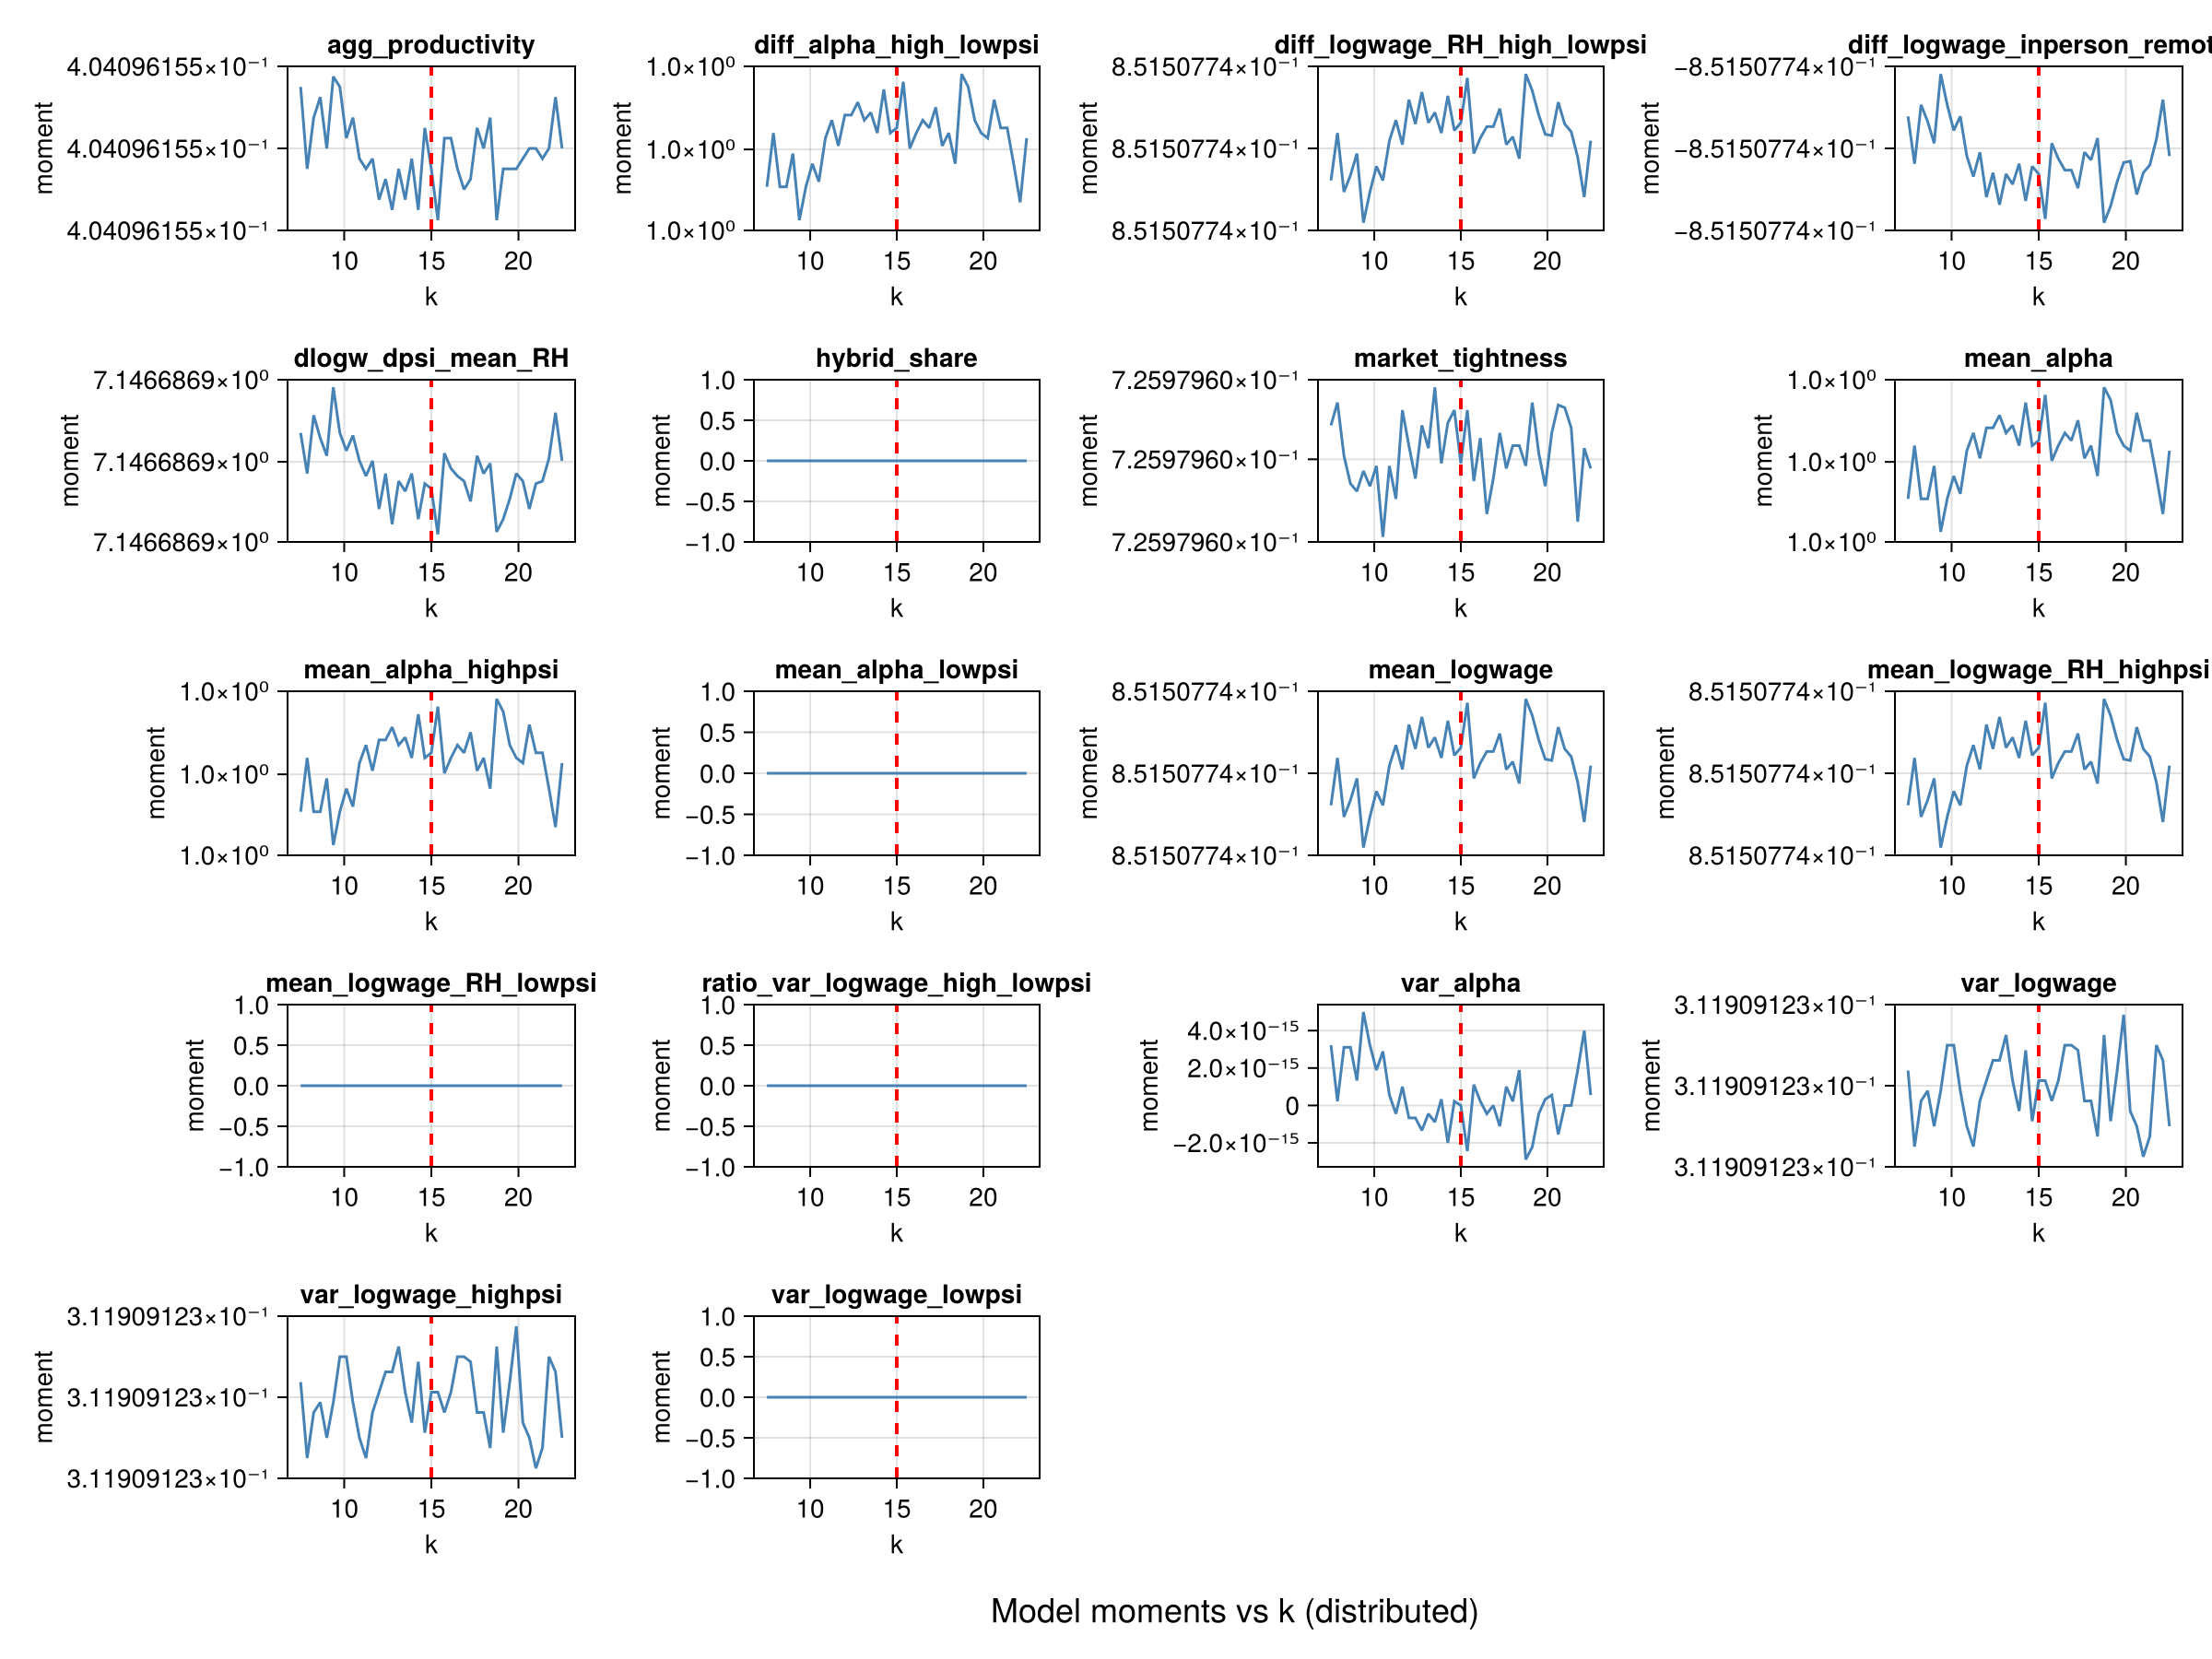 agg_productivity
4.04096155×10⁻¹
4.04096155×10⁻¹
4.04096155×10⁻¹
moment
10 15 20
k
diff_alpha_high_lowpsi
1.0×10⁰
1.0×10⁰
1.0×10⁰
moment
10 15 20
k
diff_logwage_RH_high_lowpsi
8.5150774×10⁻¹
8.5150774×10⁻¹
8.5150774×10⁻¹
moment
10 15 20
k
diff_logwage_inperson_remot
−8.5150774×10⁻¹
−8.5150774×10⁻¹
−8.5150774×10⁻¹
moment
10 15 20
k
dlogw_dpsi_mean_RH
7.1466869×10⁰
7.1466869×10⁰
7.1466869×10⁰
moment
10 15 20
k
hybrid_share
1.0
0.5
0.0
−0.5
−1.0
moment
10 15 20
k
market_tightness
7.2597960×10⁻¹
7.2597960×10⁻¹
7.2597960×10⁻¹
moment
10 15 20
k
mean_alpha
1.0×10⁰
1.0×10⁰
1.0×10⁰
moment
10 15 20
k
mean_alpha_highpsi
1.0×10⁰
1.0×10⁰
1.0×10⁰
moment
10 15 20
k
mean_alpha_lowpsi
1.0
0.5
0.0
−0.5
−1.0
moment
10 15 20
k
mean_logwage
8.5150774×10⁻¹
8.5150774×10⁻¹
8.5150774×10⁻¹
moment
10 15 20
k
mean_logwage_RH_highpsi
8.5150774×10⁻¹
8.5150774×10⁻¹
8.5150774×10⁻¹
moment
10 15 20
k
mean_logwage_RH_lowpsi
1.0
0.5
0.0
−0.5
−1.0
moment
10 15 20
k
ratio_var_logwage_high_lowpsi
1.0
0.5
0.0
−0.5
−1.0
moment
10 15 20
k
var_alpha
4.0×10⁻¹⁵
2.0×10⁻¹⁵
0
−2.0×10⁻¹⁵
moment
10 15 20
k
var_logwage
3.11909123×10⁻¹
3.11909123×10⁻¹
3.11909123×10⁻¹
moment
10 15 20
k
var_logwage_highpsi
3.11909123×10⁻¹
3.11909123×10⁻¹
3.11909123×10⁻¹
moment
10 15 20
k
var_logwage_lowpsi
1.0
0.5
0.0
−0.5
−1.0
moment
10 15 20
k
Model moments vs k (distributed)